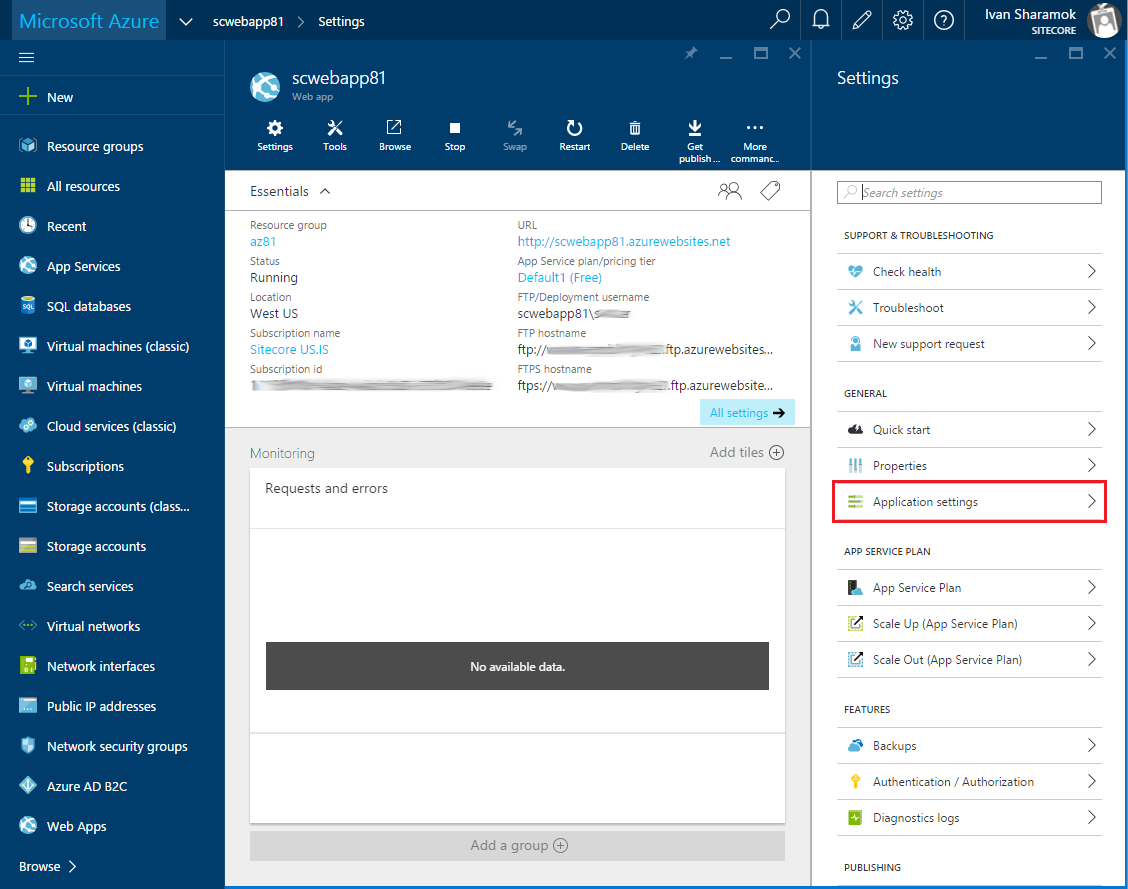 Microsoft Azure
scwebapp81
Settings
Ivan Sharamok
SITECORE
New
Resource groups
All resources
Recent
App Services
SQL databases
Virtual machines (classic)
Virtual machines
Cloud services (classic)
Subscriptions
Storage accounts (class...
Storage accounts
Search services
Virtual networks
Network interfaces
Public IP addresses
Network security groups
Azure AD B2C
Web Apps
Browse
scwebapp81
Web app
Settings
Tools
Browse
Stop
Swap
Restart
Delete
Get
publish ...
More
commanc...
Essentials
Resource group
az81
Status
Running
Location
West US
Subscription name
Sitecore US.IS
Subscription id
URL
http://scwebapp81.azurewebsites.net
App Service plan/pricing tier
Default1 (Free)
FTP/Deployment username
scwebapp81\
FTP hostname
ftp:// .ftp.azurewebsites...
FTPS hostname
ftps:// .ftp.azurewebsite...
All settings
Monitoring
Add tiles
Requests and errors
No available data.
Add a group
Settings
Search settings
SUPPORT & TROUBLESHOOTING
Check health
Troubleshoot
New support request
GENERAL
Quick start
Properties
Application settings
APP SERVICE PLAN
App Service Plan
Scale Up (App Service Plan)
Scale Out (App Service Plan)
FEATURES
Backups
Authentication / Authorization
Diagnostics logs
PUBLISHING